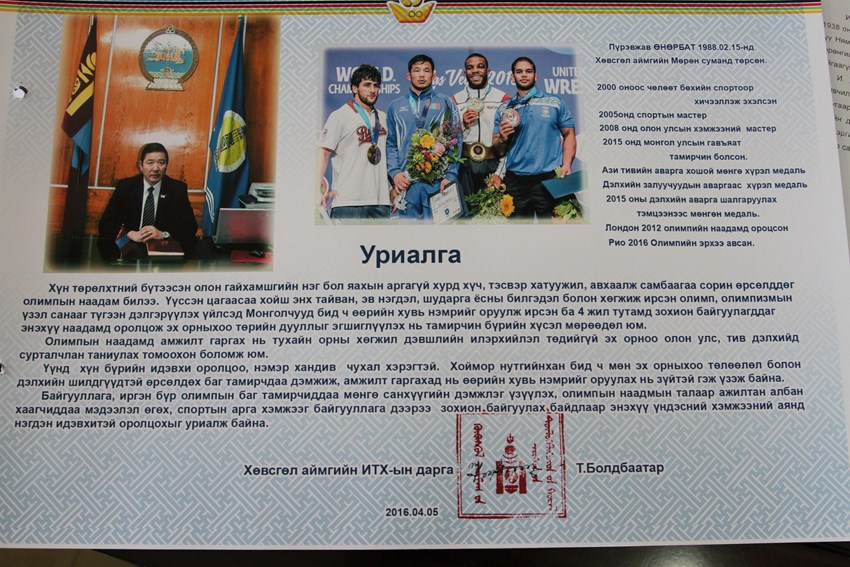 Пүрэвжав ӨНӨРБАТ 1988.02.15-нд
Хөвсгөл аймгийн Мөрөн суманд төрсөн.
2000 оноос чөлөөт бөхийн спортоор
хичээллэж эхэлсэн
2005онд спортын мастер
2008 онд олон улсын хэмжээний мастер
2015 онд монгол улсын гавъяат
тамирчин болсон.
Ази тивийн аварга хошой мөнгө хүрэл медаль
Дэлхийн залуучуудын аваргаас хүрэл медаль
2015 оны дэлхийн аварга шалгаруулах
тэмцээнээс мөнгөн медаль.
Лондон 2012 олимпийн наадамд оролцсон
Рио 2016 Олимпийн эрхээ авсан.
WORLD
CHAMPIONSHIPS
UNITED
Уриалга
Хүн төрөлхтний бүтээсэн олон гайхамшгийн нэг бол яахын аргагүй хурд хүч, тэсвэр хатуужил, авхаалж самбаагаа сорин өрсөлддөг
олимпын наадам билээ. Үүссэн цагаасаа хойш энх тайван, эв нэгдэл, шударга ёсны билгэдэл болон хөгжиж ирсэн олимп, олимпизмын
үзэл санааг түгээн дэлгэрүүлэх үйлсэд Монголчууд бид ч өөрийн хувь нэмрийг оруулж ирсэн ба 4 жил тутамд зохион байгуулагддаг
энэхүү наадамд оролцож эх орныхоо төрийн дууллыг эгшиглүүлэх нь тамирчин бүрийн хүсэл мөрөөдөл юм.
Олимпын наадамд амжилт гаргах нь тухайн орны хөгжил дэвшлийн илэрхийлэл төдийгүй эх орноо олон улс, тив дэлхийд
сурталчлан таниулах томоохон боломж юм.
Үүнд хүн бүрийн идэвхи оролцоо, нэмэр хандив чухал хэрэгтэй. Хоймор нутгийнхан бид ч мөн эх орныхоо төлөөлөл болон
дэлхийн шилдгүүдтэй өрсөлдөх баг тамирчдаа дэмжиж, амжилт гаргахад нь өөрийн хувь нэмрийг оруулах нь зүйтэй гэж үзэж байна.
Байгууллага, иргэн бүр олимпын баг тамирчиддаа мөнгө санхүүгийн дэмжлэг үзүүлэх, олимпын наадмын талаар ажилтан албан
хаагчиддаа мэдээлэл өгөх, спортын арга хэмжээг байгууллага дээрээ зохион байгуулах байдлаар энэхүү үндэсний хэмжээний аянд
нэгдэн идэвхитэй оролцохыг уриалж байна.
Хөвсгөл аймгийн ИТХ-ын дарга Т.Болдбаатар
2016.04.05